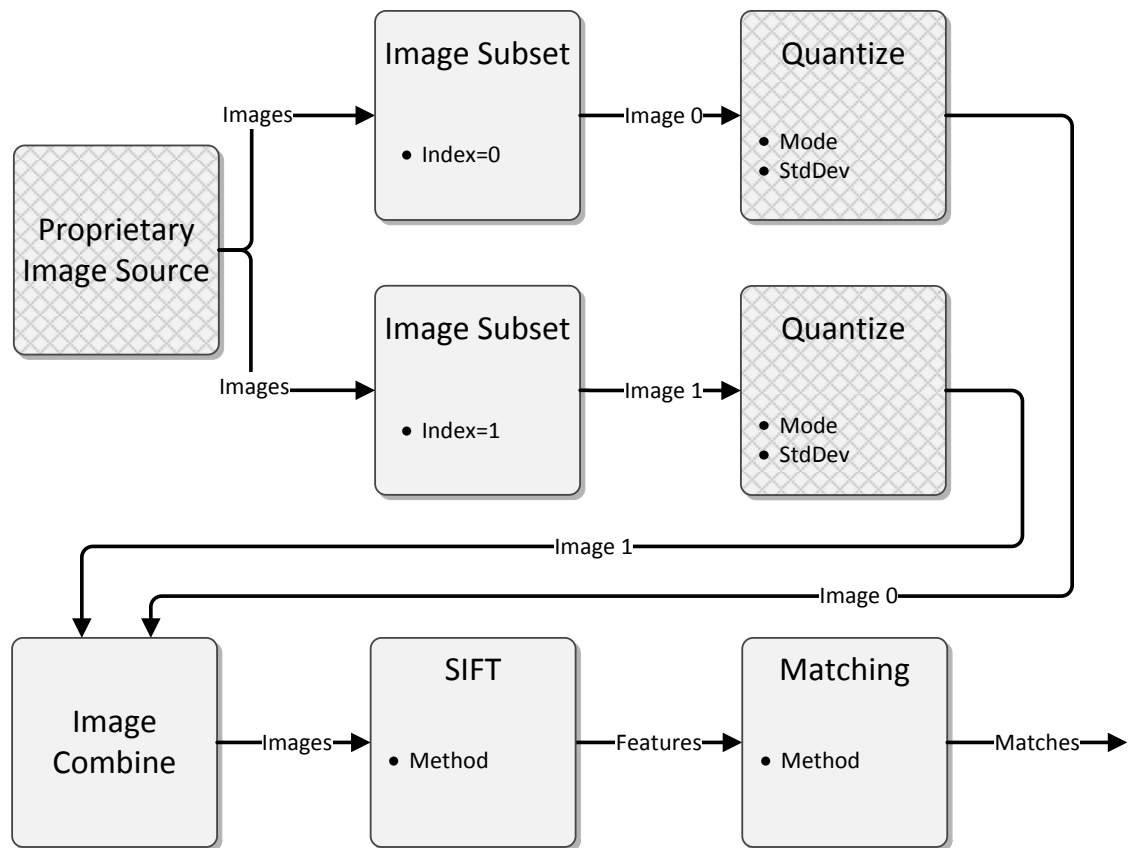 Image Subset
• Index=0
Image 0
Quantize
• Mode
• StdDev
Images
Proprietary
Image Source
Images
Image Subset
• Index=1
Image 1
Quantize
• Mode
• StdDev
Image 1
Image 0
Image
Combine
Images
SIFT
• Method
Features
Matching
• Method
Matches